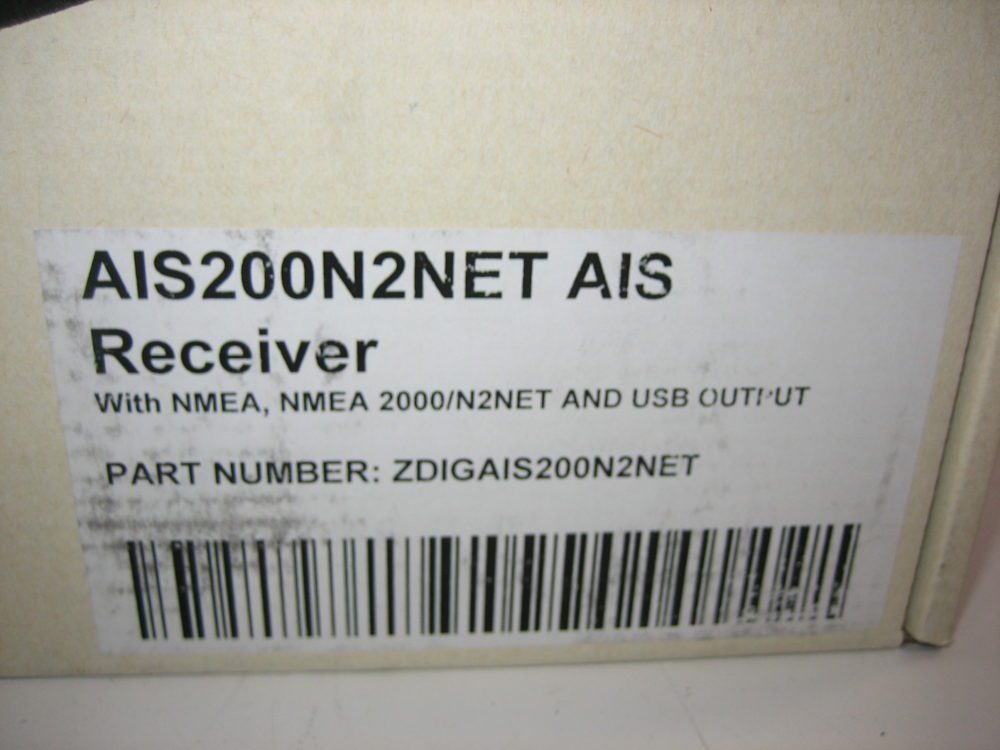 AIS200N2NET AIS
Receiver
With NMEA, NMEA 2000/N2NET AND USB OUTPUT
PART NUMBER: ZDIGAIS200N2NET